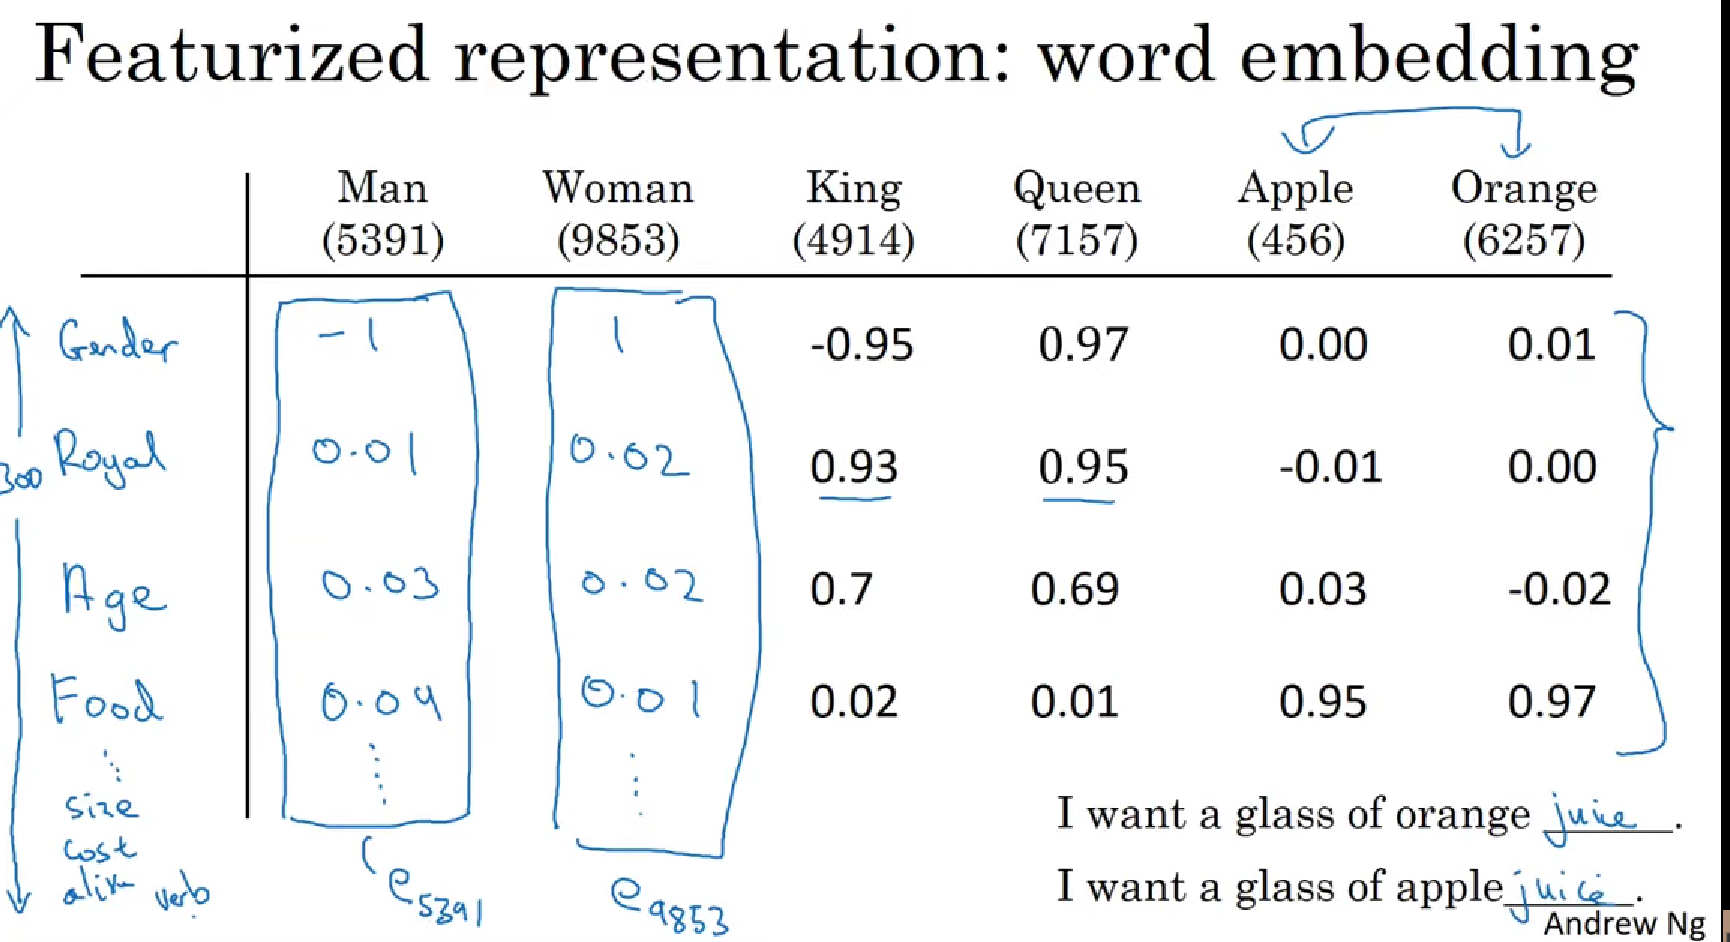 Featurized representation: word embedding
Man Woman King Queen Apple Orange
(5391) (9853) (4914) (7157) (456) (6257)
Gender -1 1 -0.95 0.97 0.00 0.01
300 Royal 0.01 0.02 0.93 0.95 -0.01 0.00
Age 0.03 0.02 0.7 0.69 0.03 -0.02
Food 0.04 0.01 0.02 0.01 0.95 0.97
size
cost
alive verb
e5391 e9853
I want a glass of orange juice.
I want a glass of apple juice.
Andrew Ng